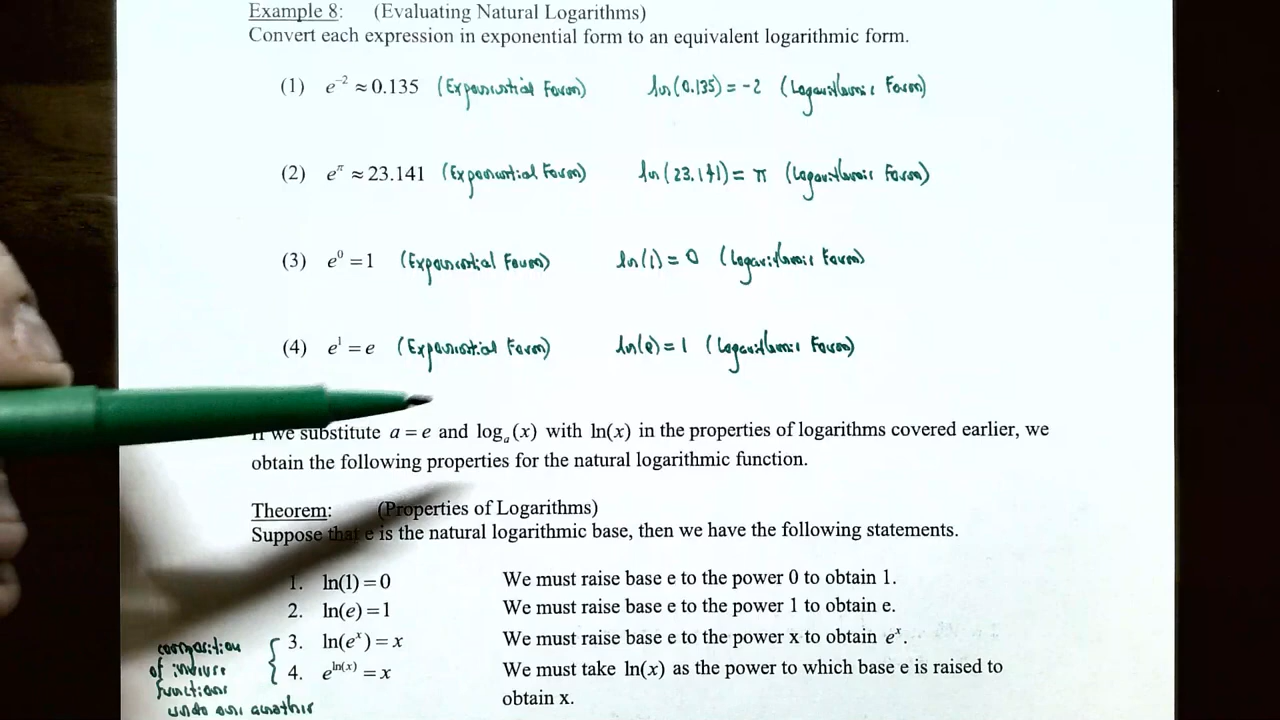 Example 8: (Evaluating Natural Logarithms)
Convert each expression in exponential form to an equivalent logarithmic form.
(1) e⁻² ≈ 0.135 (Exponential Form) ln(0.135) = -2 (Logarithmic Form)
(2) e^π ≈ 23.141 (Exponential Form) ln(23.141) = π (Logarithmic Form)
(3) e⁰ = 1 (Exponential Form) ln(1) = 0 (Logarithmic Form)
(4) e¹ = e (Exponential Form) ln(e) = 1 (Logarithmic Form)
If we substitute a = e and logₐ(x) with ln(x) in the properties of logarithms covered earlier, we
obtain the following properties for the natural logarithmic function.
Theorem: (Properties of Logarithms)
Suppose that e is the natural logarithmic base, then we have the following statements.
1. ln(1) = 0 We must raise base e to the power 0 to obtain 1.
2. ln(e) = 1 We must raise base e to the power 1 to obtain e.
3. ln(eˣ) = x We must raise base e to the power x to obtain eˣ.
4. e^ln(x) = x We must take ln(x) as the power to which base e is raised to
obtain x.
composition
of inverse
functions
undo one another